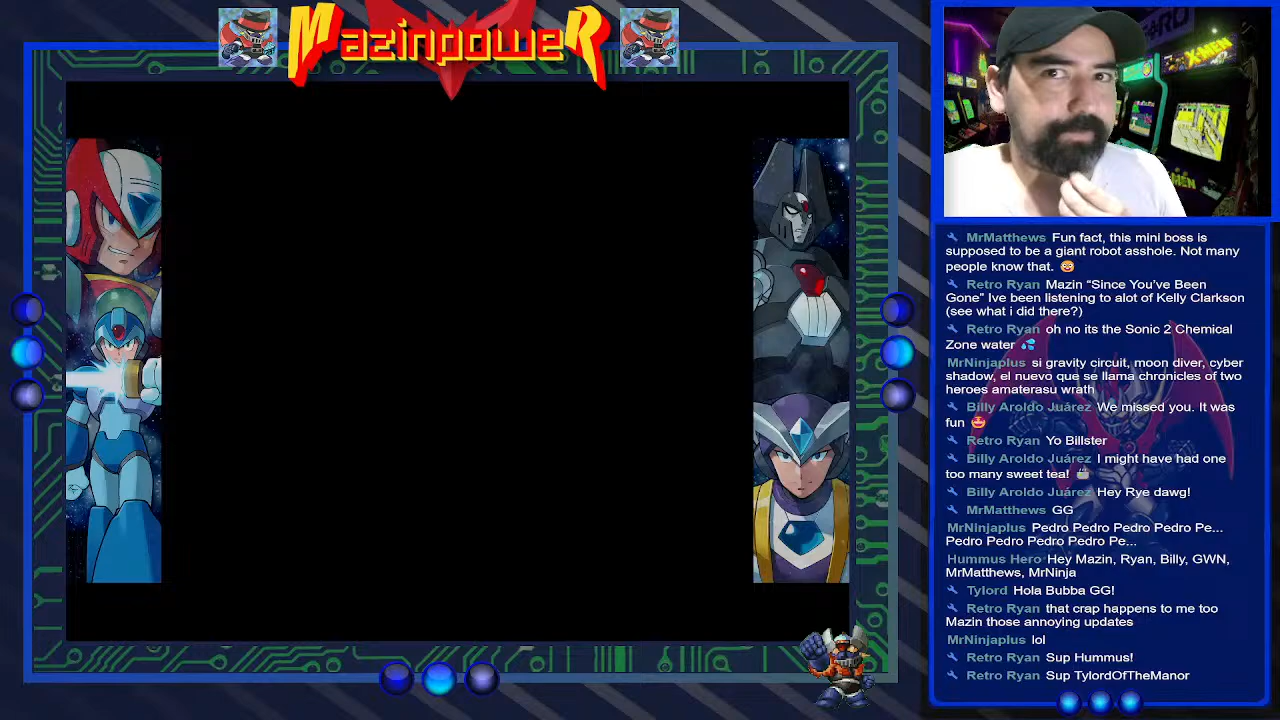 MazinpoweR
X-MEN
MrMatthews Fun fact, this mini boss is
supposed to be a giant robot asshole. Not many
people know that. 🤡
Retro Ryan Mazin “Since You’ve Been
Gone” Ive been listening to alot of Kelly Clarkson
(see what i did there?)
Retro Ryan oh no its the Sonic 2 Chemical
Zone water 💦
MrNinjaplus si gravity circuit, moon diver, cyber
shadow, el nuevo que se llama chronicles of two
heroes amaterasu wrath
Billy Aroldo Juárez We missed you. It was
fun 🤩
Retro Ryan Yo Billster
Billy Aroldo Juárez I might have had one
too many sweet tea! 🍵
Billy Aroldo Juárez Hey Rye dawg!
MrMatthews GG
MrNinjaplus Pedro Pedro Pedro Pedro Pe...
Pedro Pedro Pedro Pedro Pe...
Hummus Hero Hey Mazin, Ryan, Billy, GWN,
MrMatthews, MrNinja
Tylord Hola Bubba GG!
Retro Ryan that crap happens to me too
Mazin those annoying updates
MrNinjaplus lol
Retro Ryan Sup Hummus!
Retro Ryan Sup TylordOfTheManor